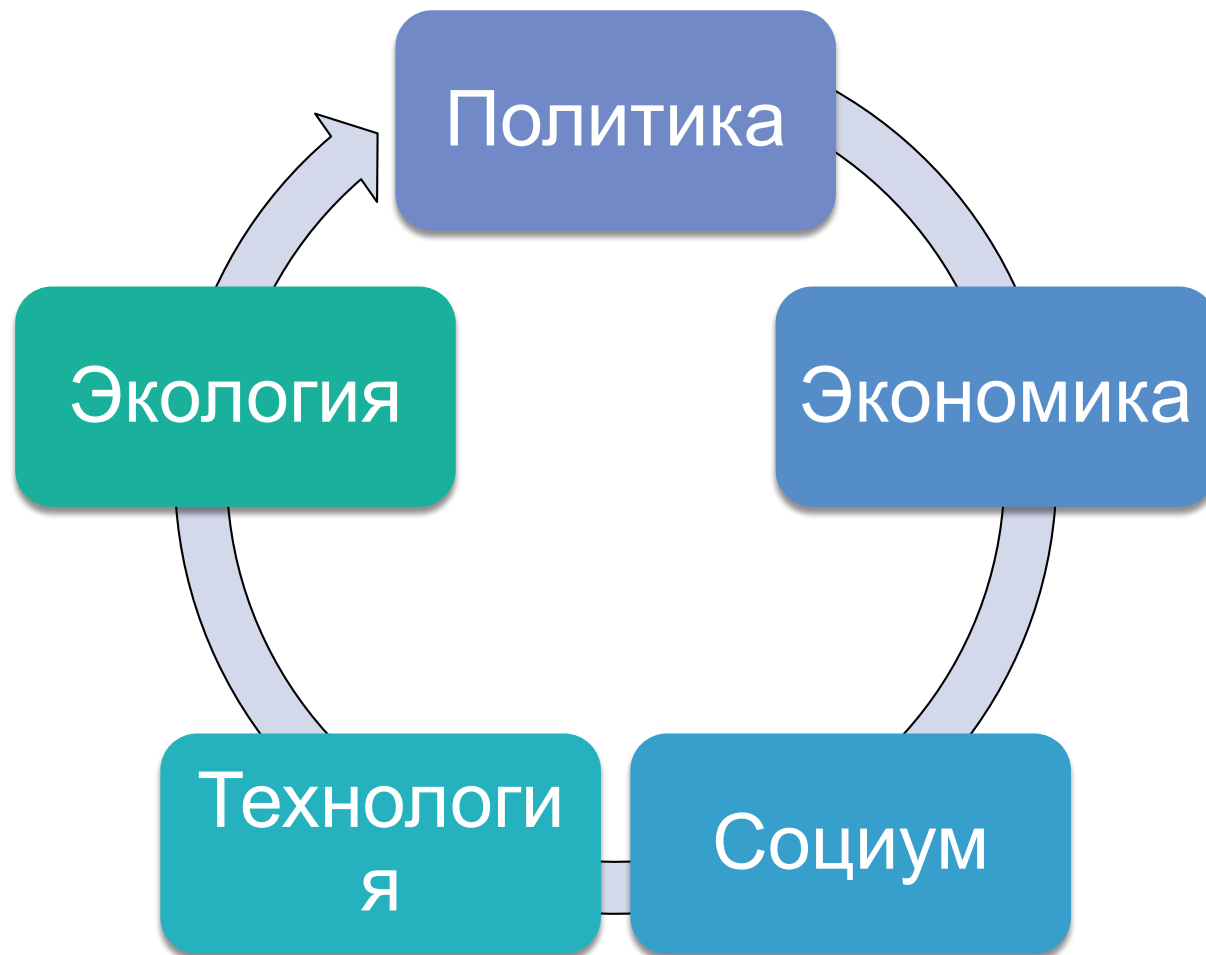 Политика
Экономика
Социум
Технологи
я
Экология